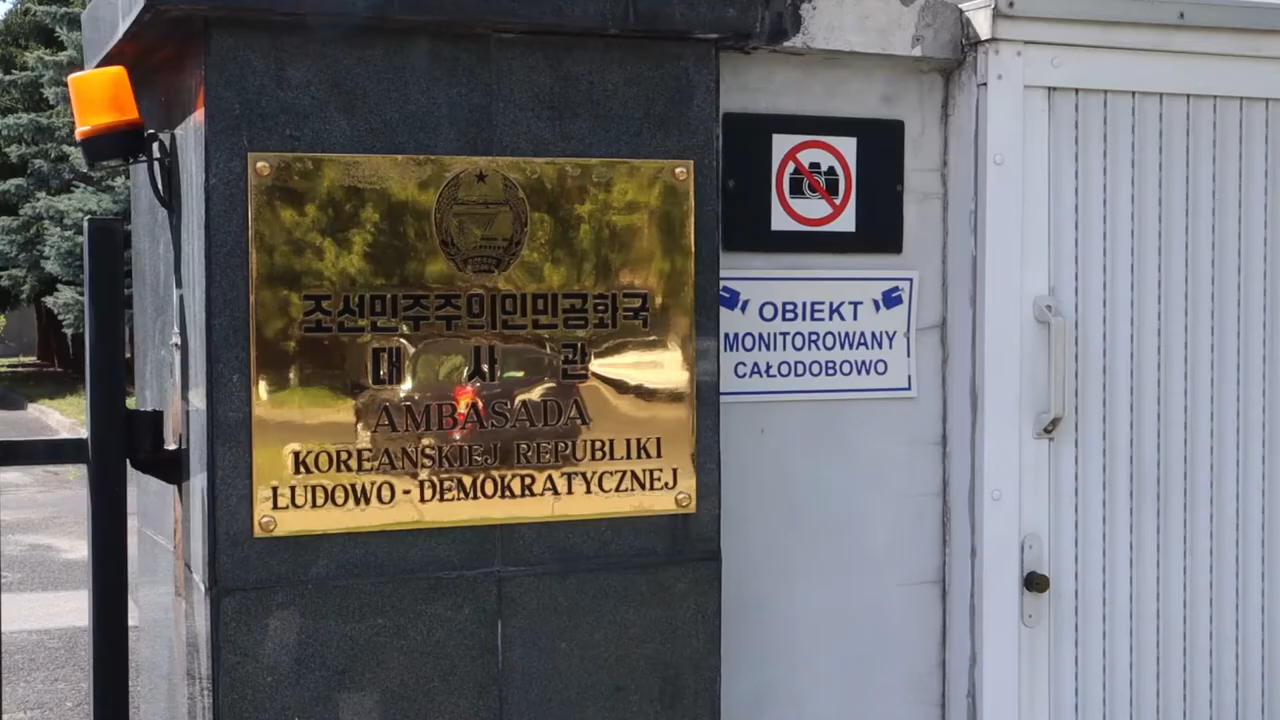 조선민주주의인민공화국
대 사 관
AMBASADA
KOREAŃSKIEJ REPUBLIKI
LUDOWO-DEMOKRATYCZNEJ
OBIEKT
MONITOROWANY
CAŁODOBOWO